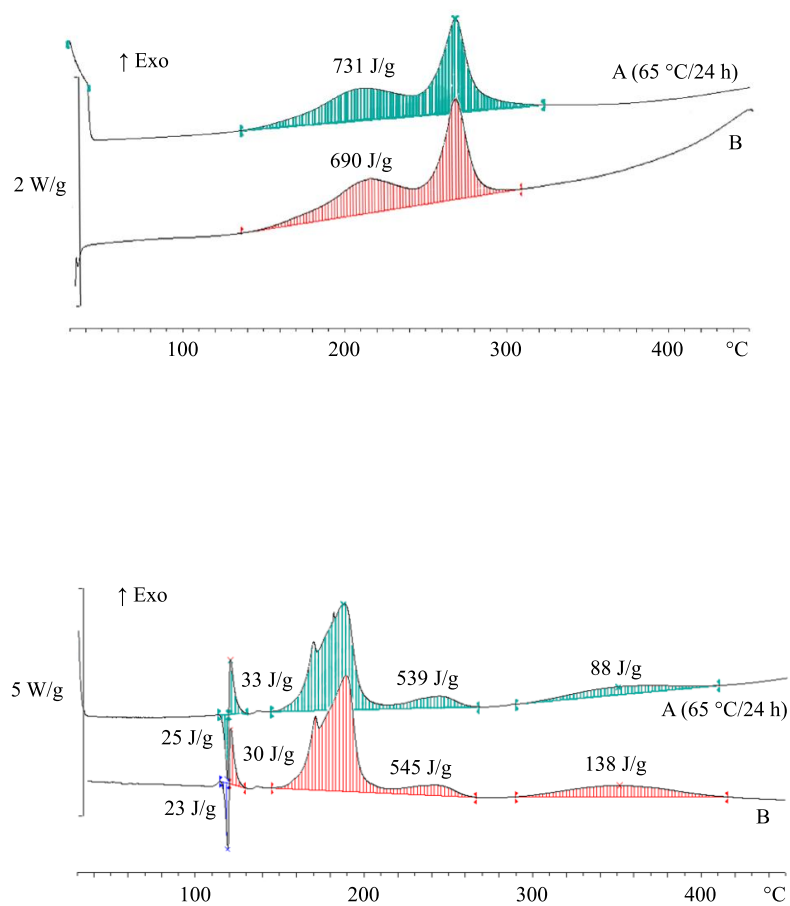 ↑ Exo
731 J/g
A (65 °C/24 h)
B
690 J/g
2 W/g
100 200 300 400 °C
↑ Exo
5 W/g
33 J/g
539 J/g
88 J/g
A (65 °C/24 h)
25 J/g
30 J/g
545 J/g
138 J/g
23 J/g
B
100 200 300 400 °C